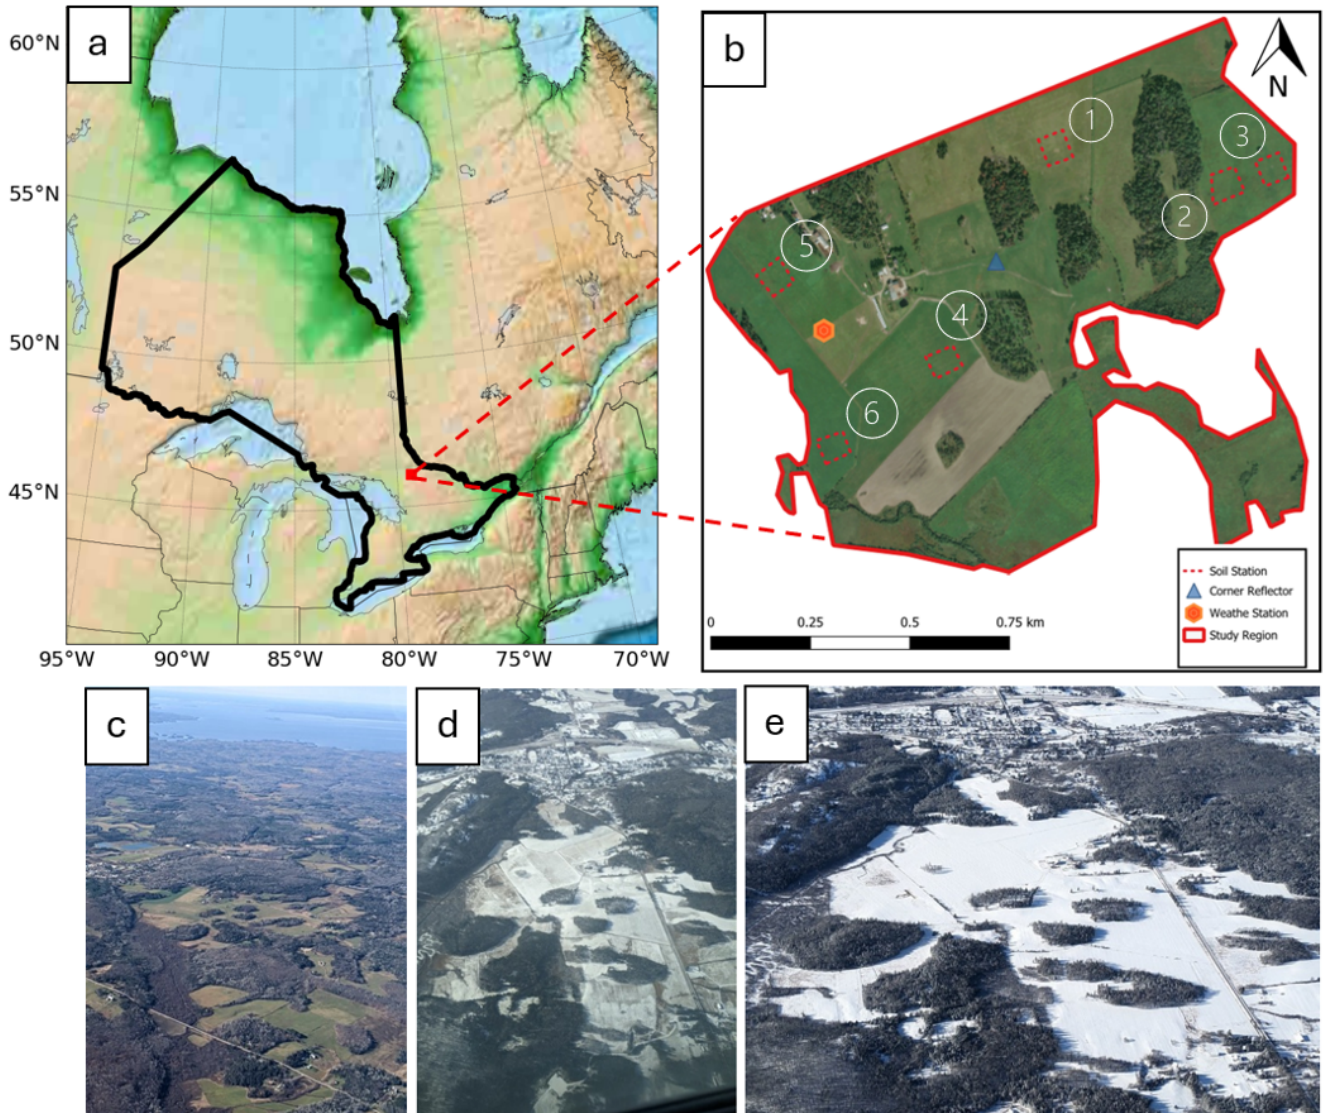 a
60°N
55°N
50°N
45°N
95°W 90°W 85°W 80°W 75°W 70°W
b
N
1
3
2
5
4
6
Soil Station
Corner Reflector
Weathe Station
Study Region
0 0.25 0.5 0.75 km
c
d
e